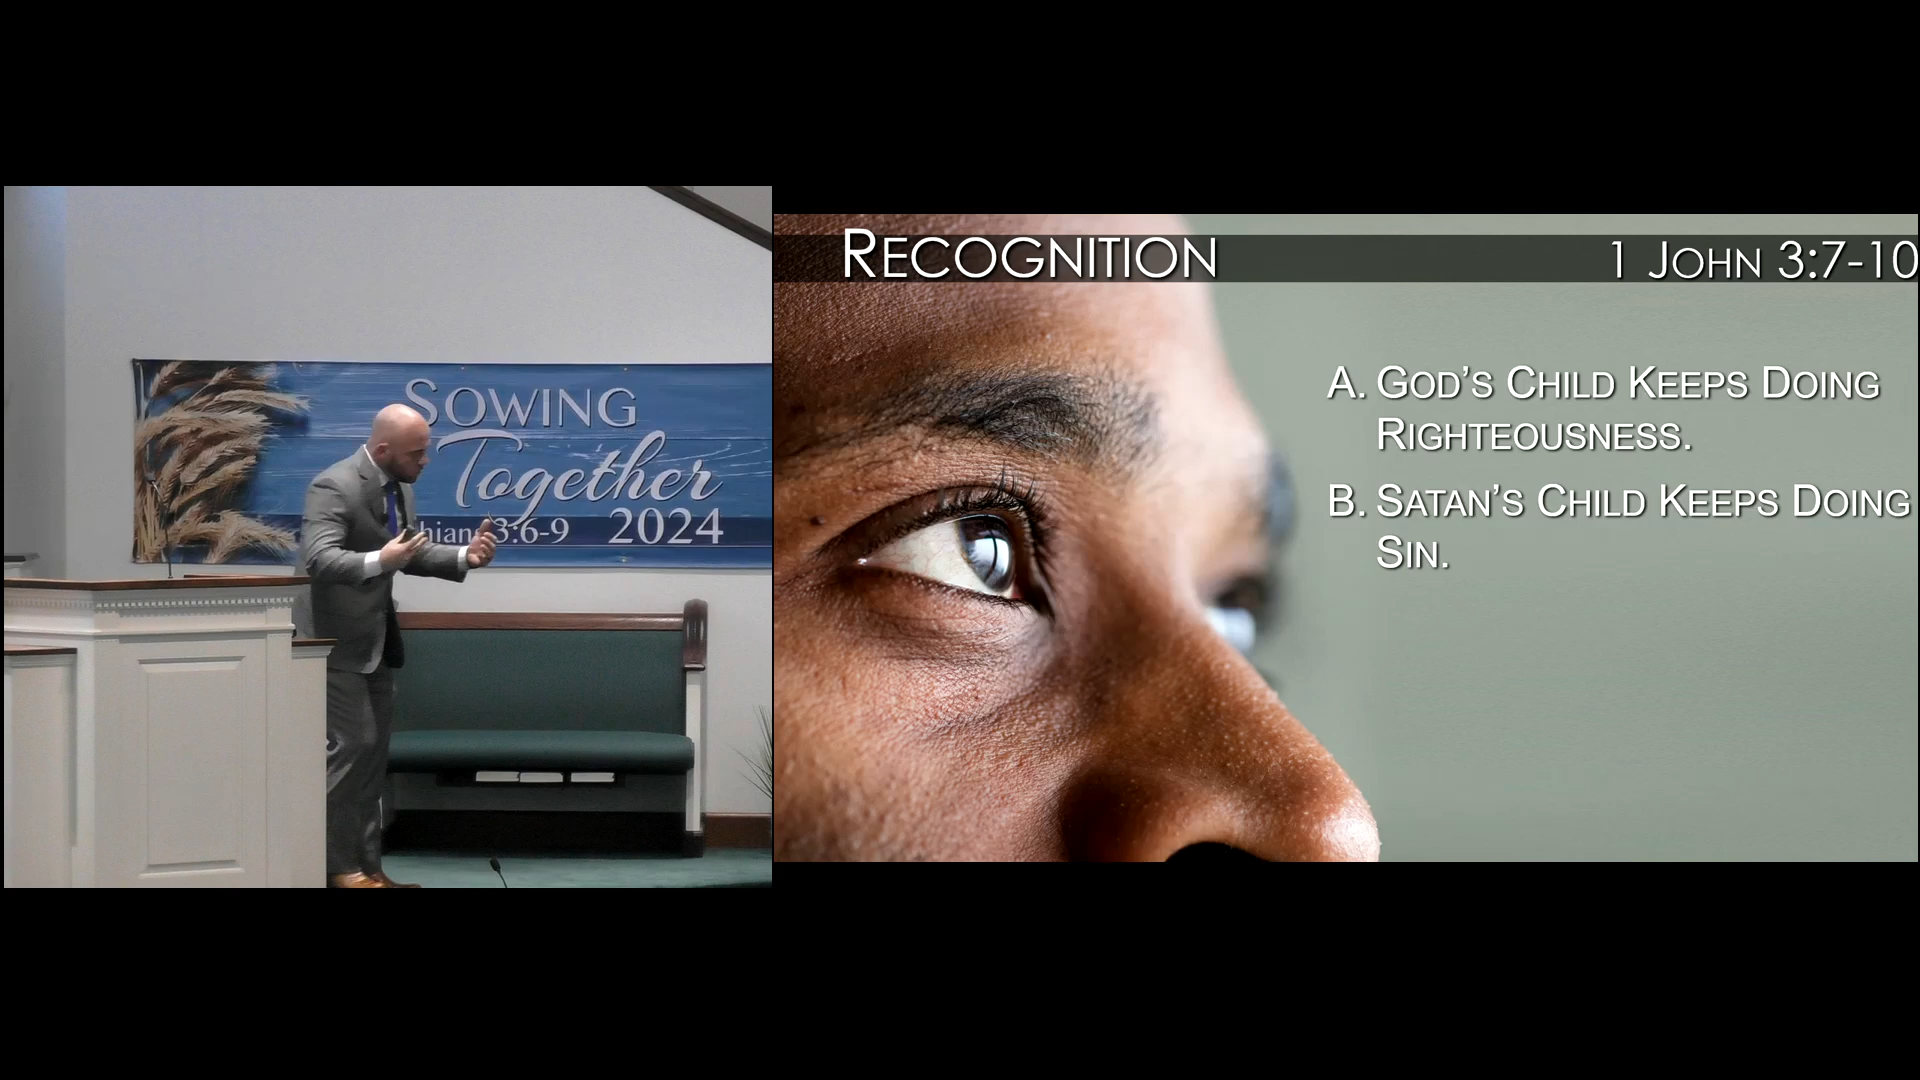 SOWING
Together
3:6-9 2024
RECOGNITION
1 JOHN 3:7-10
A. GOD'S CHILD KEEPS DOING
RIGHTEOUSNESS.
B. SATAN'S CHILD KEEPS DOING
SIN.